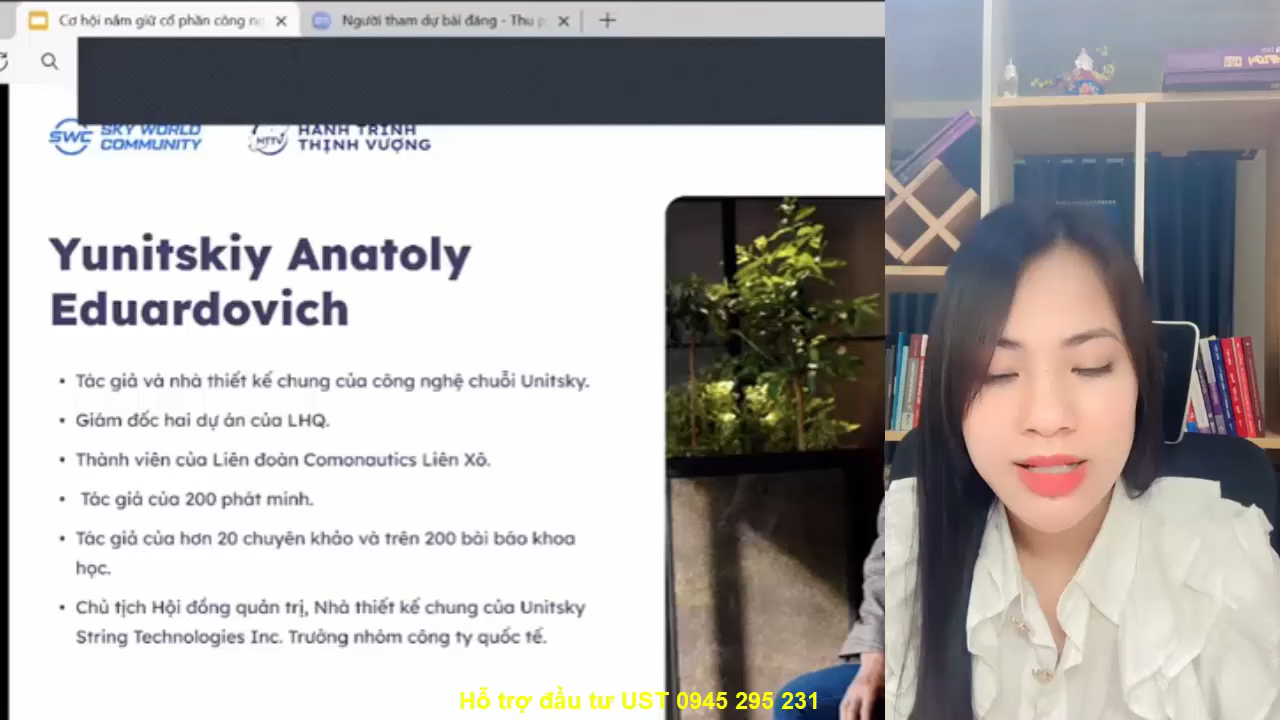 Cơ hội nắm giữ cổ phần công n
Người tham dự bài đăng - Thu p
SWC SKY WORLD COMMUNITY
HTTV HÀNH TRÌNH THỊNH VƯỢNG
Yunitskiy Anatoly
Eduardovich
• Tác giả và nhà thiết kế chung của công nghệ chuỗi Unitsky.
• Giám đốc hai dự án của LHQ.
• Thành viên của Liên đoàn Comonautics Liên Xô.
• Tác giả của 200 phát minh.
• Tác giả của hơn 20 chuyên khảo và trên 200 bài báo khoa
học.
• Chủ tịch Hội đồng quản trị, Nhà thiết kế chung của Unitsky
String Technologies Inc. Trưởng nhóm công ty quốc tế.
Hỗ trợ đầu tư UST 0945 295 231